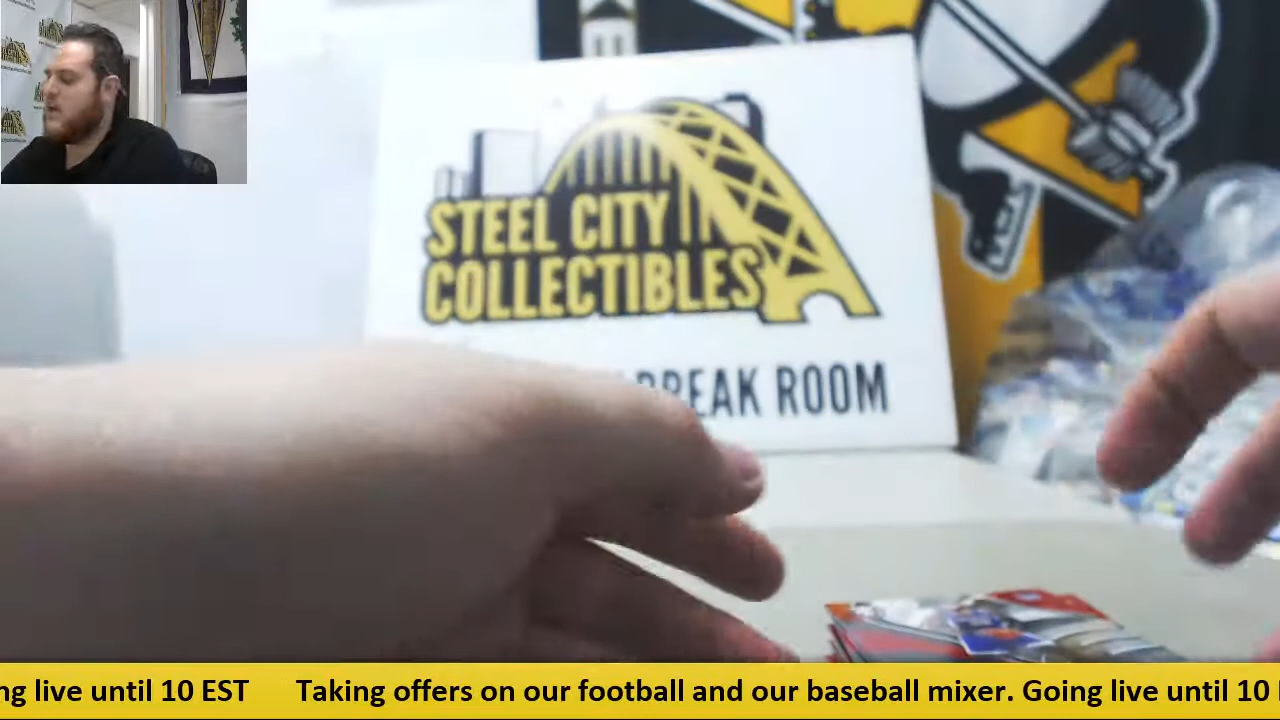 STEEL CITY
COLLECTIBLES
BREAK ROOM
ng live until 10 EST Taking offers on our football and our baseball mixer. Going live until 10